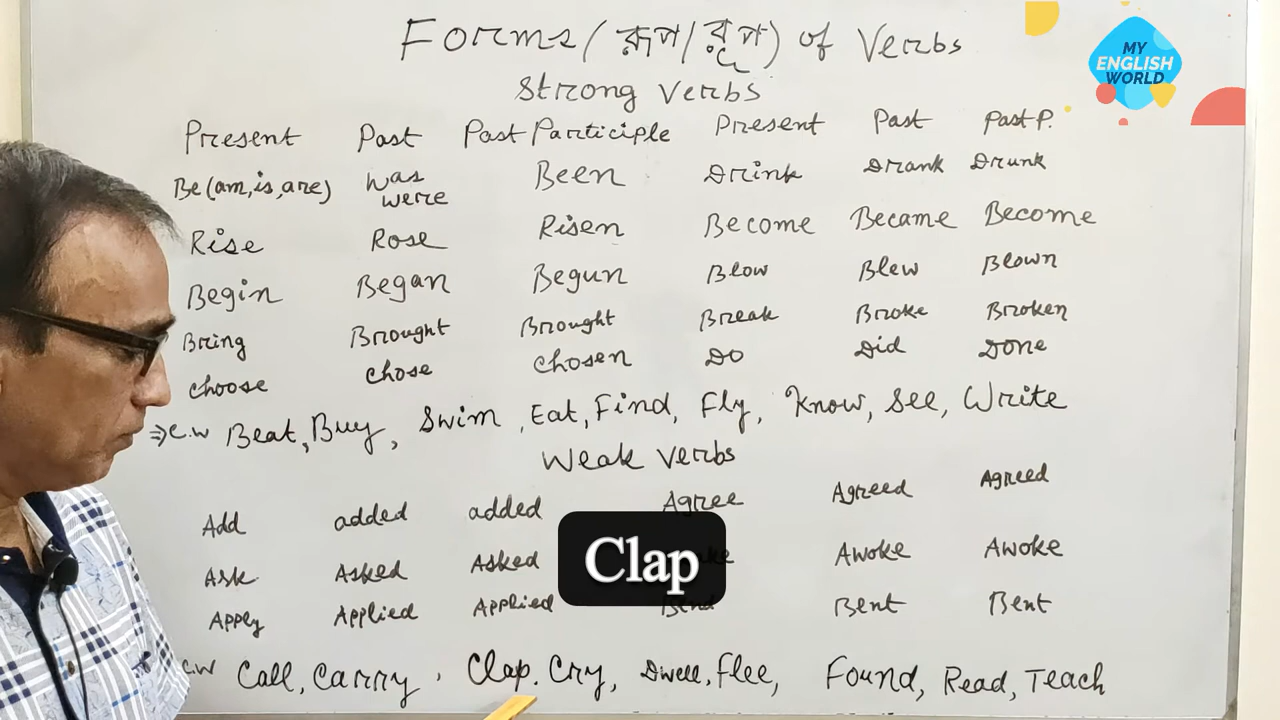 Forms (রূপ/রূপ) of Verbs
MY
ENGLISH
WORLD
Strong Verbs
Present Past Past Participle Present Past Past P.
Be (am, is, are) was were Been Drink Drank Drunk
Rise Rose Risen Become Became Become
Begin Began Begun Blow Blew Blown
Bring Brought Brought Break Broke Broken
Choose Chose Chosen Do Did Done
⇒ C.W Beat, Buy, Swim, Eat, Find, Fly, Know, See, Write
Weak Verbs
Add added added Agree Agreed Agreed
Ask Asked Asked Awoke Awoke
Clap
Apply Applied Applied Bend Bent Bent
C.W Call, Carry, Clap. Cry, Dwell, Flee, Found, Read, Teach